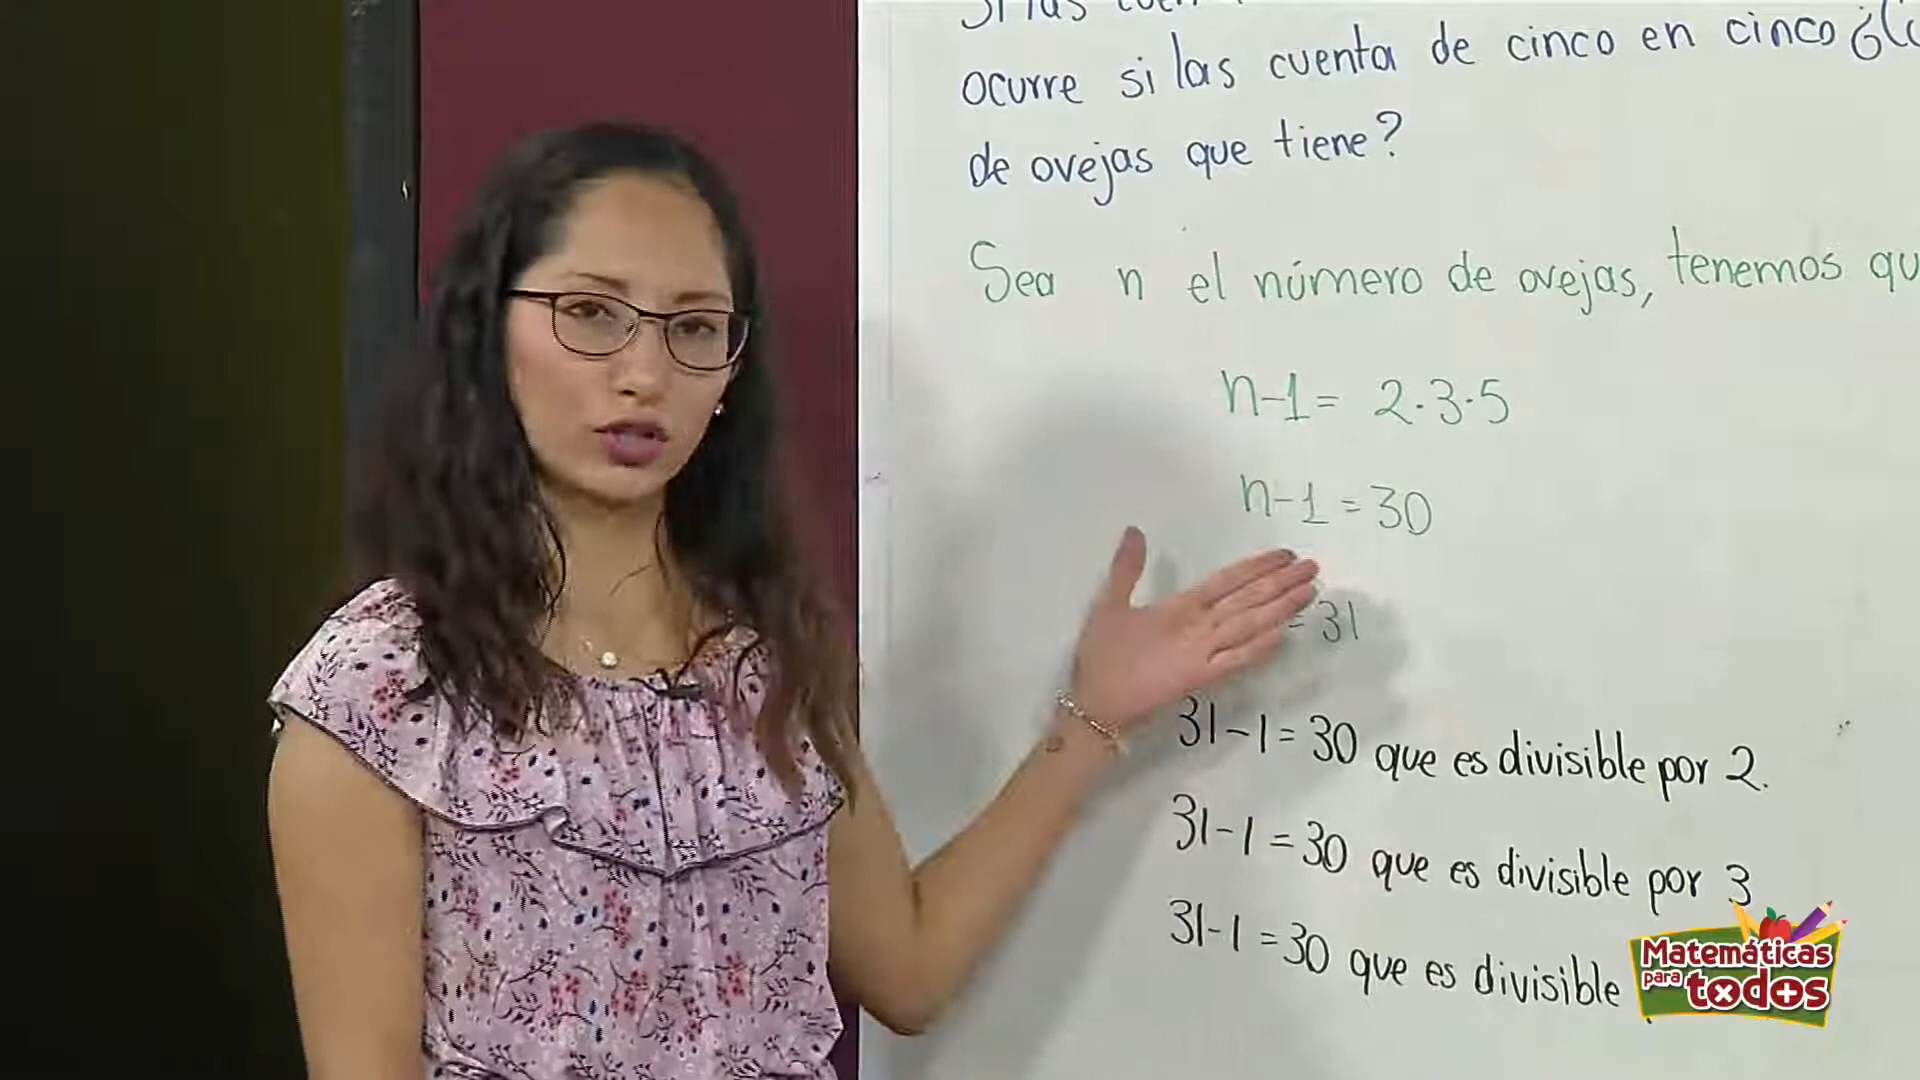 Si las
ocurre si las cuenta de cinco en cinco
de ovejas que tiene?
Sea n el número de ovejas, tenemos qu
n-1= 2·3·5
n-1 = 30
= 31
31-1=30 que es divisible por 2.
31-1=30 que es divisible por 3
31-1=30 que es divisible
Matemáticas
para todos